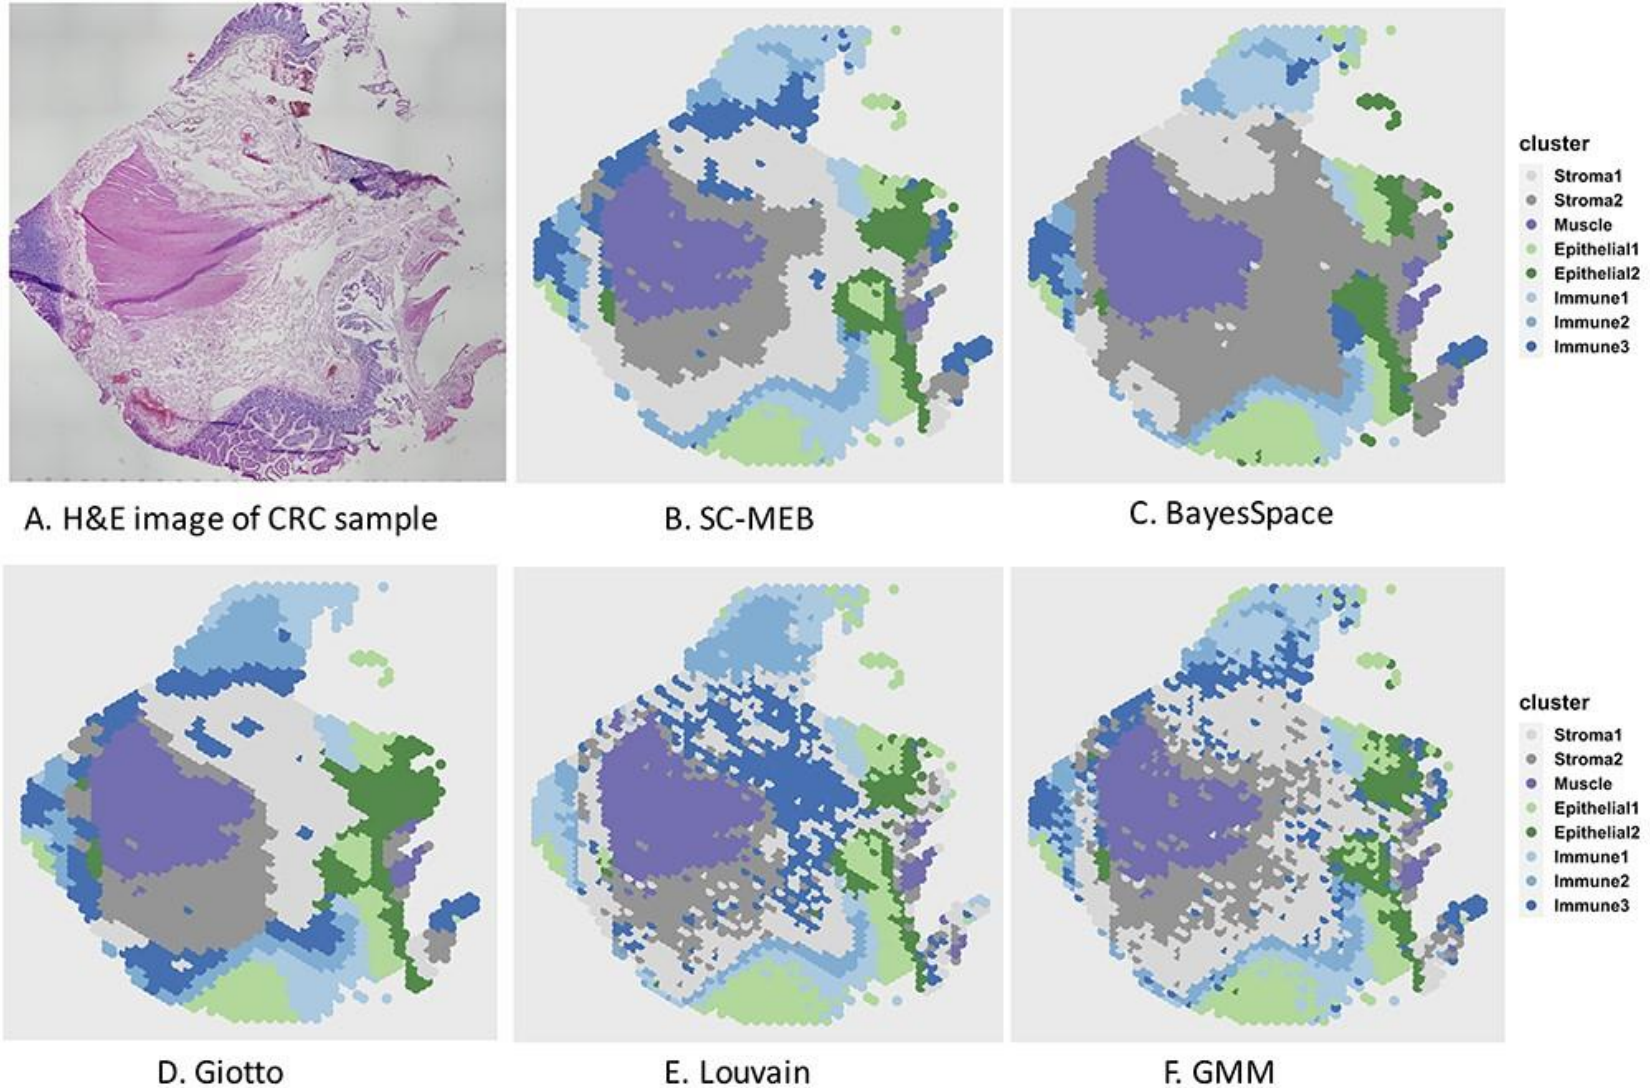 cluster
Stroma1
Stroma2
Muscle
Epithelial1
Epithelial2
Immune1
Immune2
Immune3
A. H&E image of CRC sample
B. SC-MEB
C. BayesSpace
cluster
Stroma1
Stroma2
Muscle
Epithelial1
Epithelial2
Immune1
Immune2
Immune3
D. Giotto
E. Louvain
F. GMM